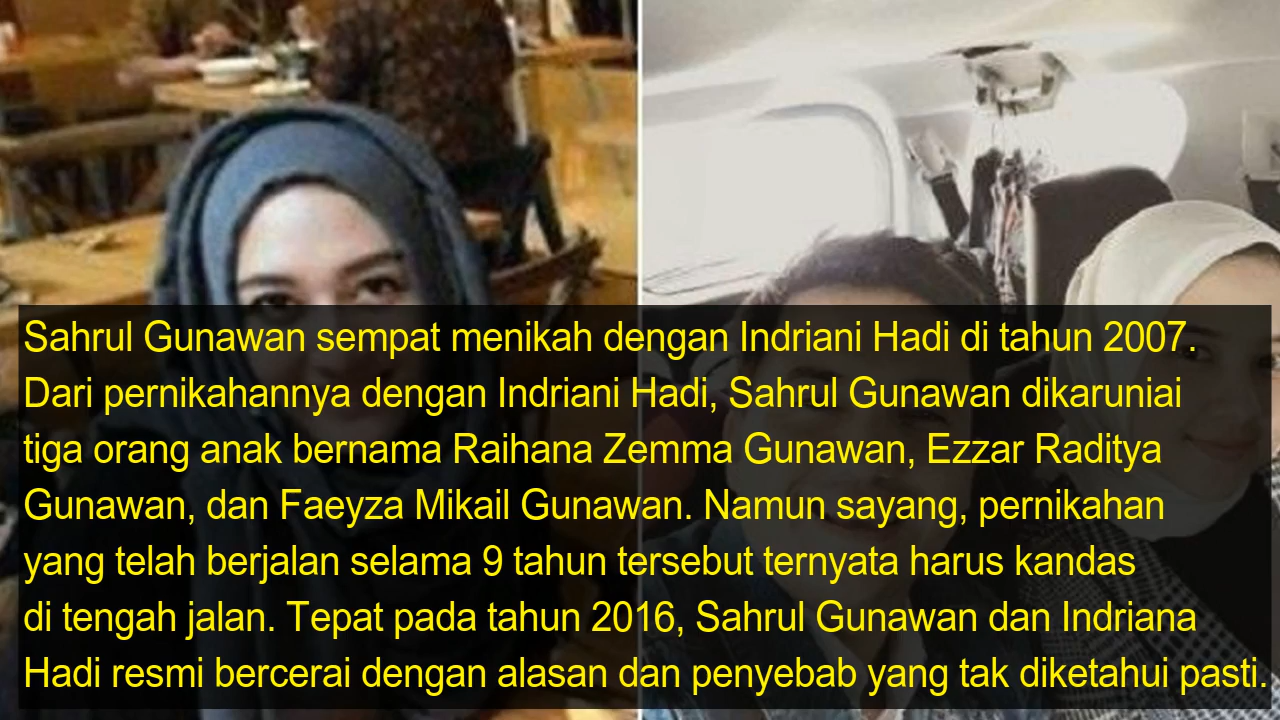 Sahrul Gunawan sempat menikah dengan Indriani Hadi di tahun 2007.
Dari pernikahannya dengan Indriani Hadi, Sahrul Gunawan dikaruniai
tiga orang anak bernama Raihana Zemma Gunawan, Ezzar Raditya
Gunawan, dan Faeyza Mikail Gunawan. Namun sayang, pernikahan
yang telah berjalan selama 9 tahun tersebut ternyata harus kandas
di tengah jalan. Tepat pada tahun 2016, Sahrul Gunawan dan Indriana
Hadi resmi bercerai dengan alasan dan penyebab yang tak diketahui pasti.